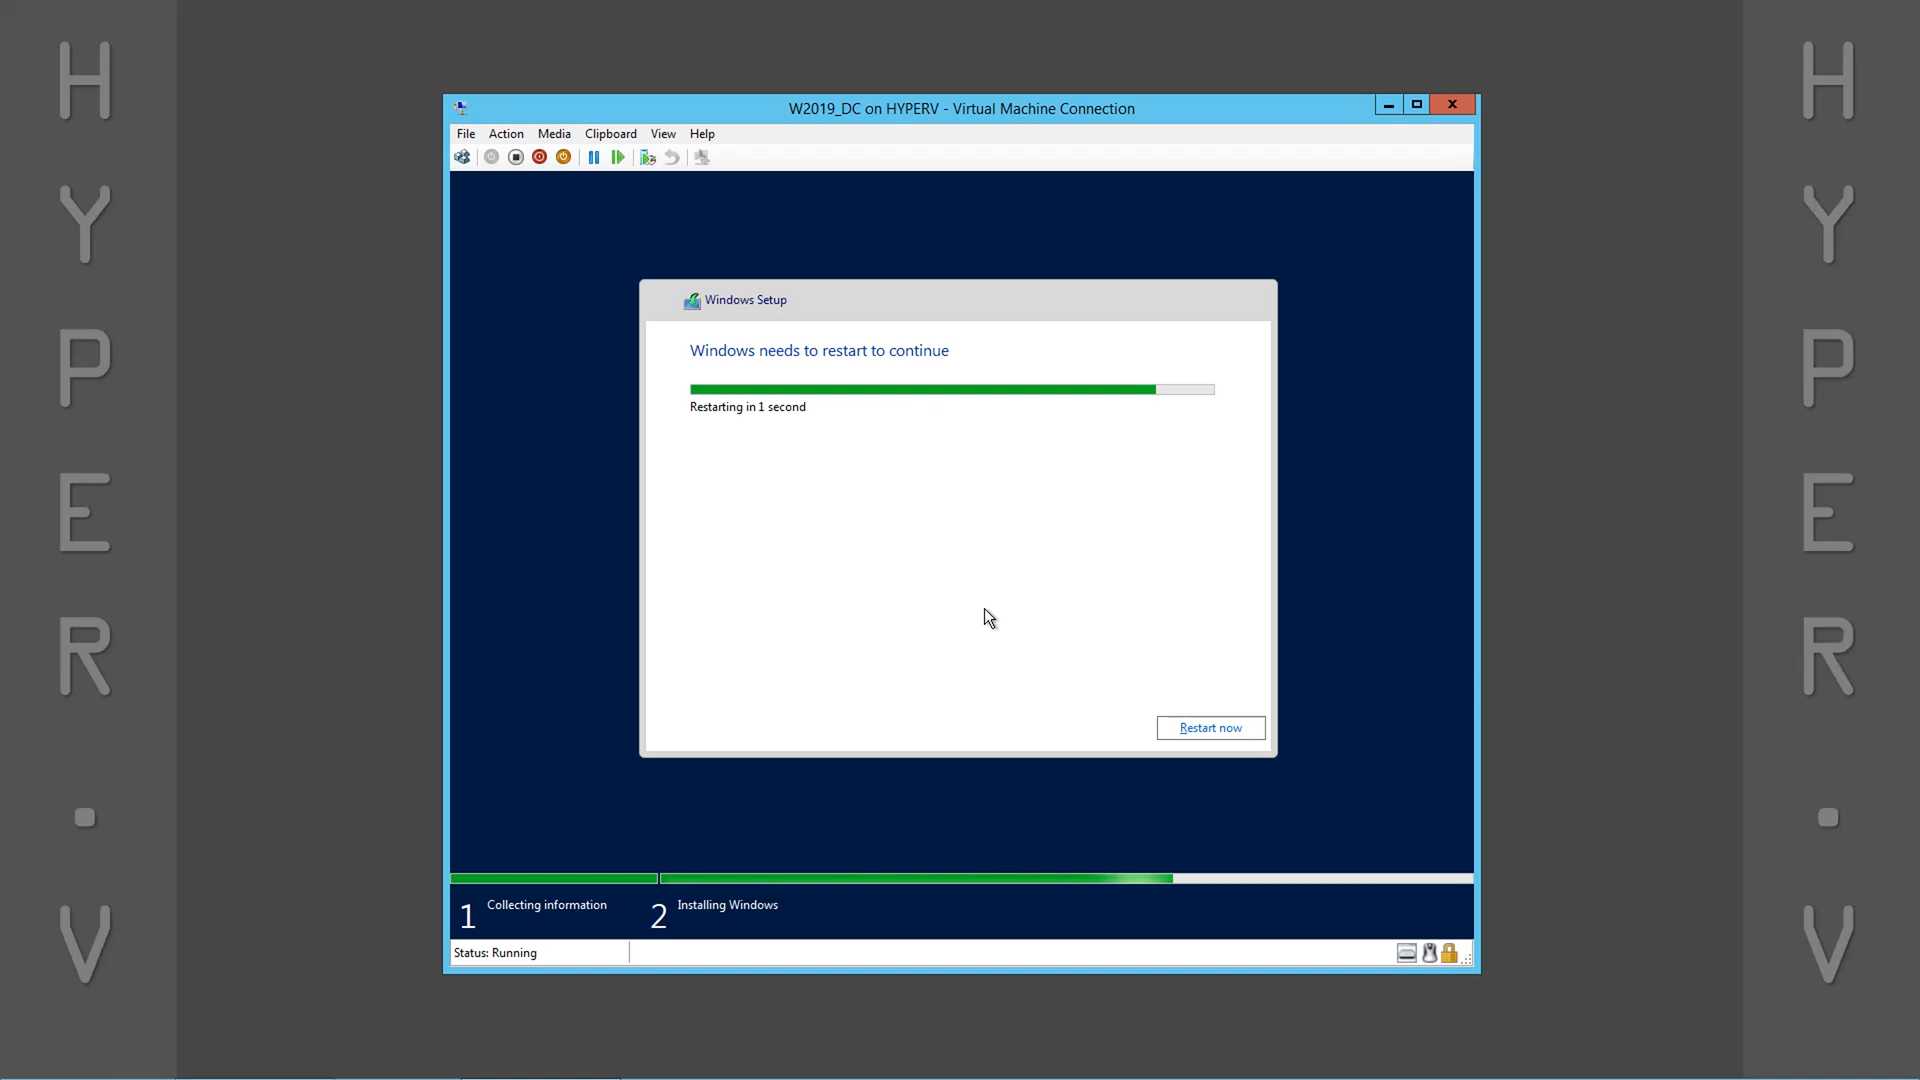 H
Y
P
E
R
·
V
W2019_DC on HYPERV - Virtual Machine Connection
File Action Media Clipboard View Help
Windows Setup
Windows needs to restart to continue
Restarting in 1 second
Restart now
1 Collecting information 2 Installing Windows
Status: Running
H
Y
P
E
R
·
V